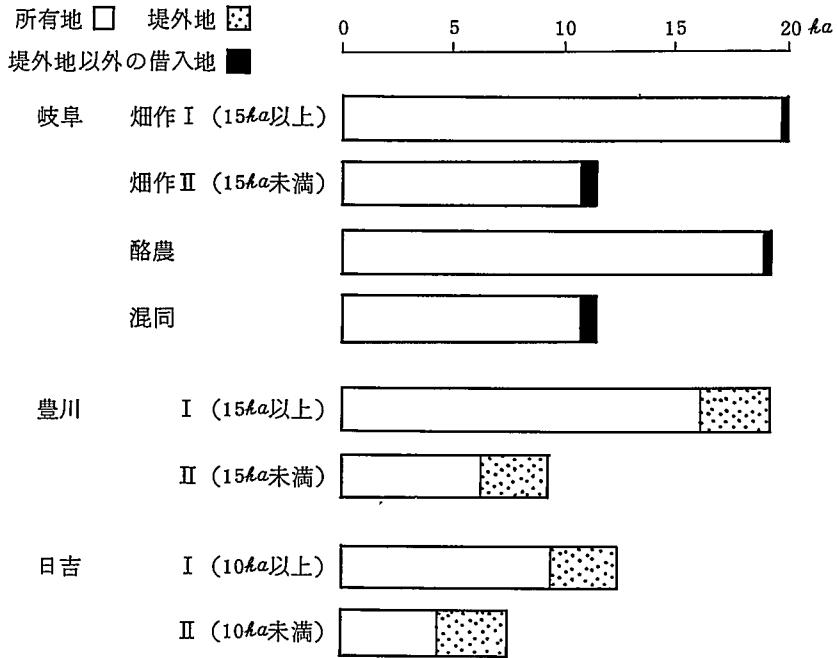 所有地 堤外地
0 5 10 15 20 ha
堤外地以外の借入地
岐阜 畑作Ⅰ (15ha以上)
畑作Ⅱ (15ha未満)
酪農
混同
豊川 Ⅰ (15ha以上)
Ⅱ (15ha未満)
日吉 Ⅰ (10ha以上)
Ⅱ (10ha未満)